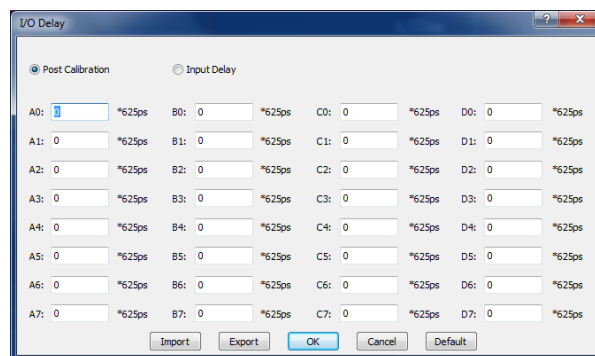 I/O Delay
Post Calibration Input Delay
A0: 0 *625ps B0: 0 *625ps C0: 0 *625ps D0: 0 *625ps
A1: 0 *625ps B1: 0 *625ps C1: 0 *625ps D1: 0 *625ps
A2: 0 *625ps B2: 0 *625ps C2: 0 *625ps D2: 0 *625ps
A3: 0 *625ps B3: 0 *625ps C3: 0 *625ps D3: 0 *625ps
A4: 0 *625ps B4: 0 *625ps C4: 0 *625ps D4: 0 *625ps
A5: 0 *625ps B5: 0 *625ps C5: 0 *625ps D5: 0 *625ps
A6: 0 *625ps B6: 0 *625ps C6: 0 *625ps D6: 0 *625ps
A7: 0 *625ps B7: 0 *625ps C7: 0 *625ps D7: 0 *625ps
Import Export OK Cancel Default